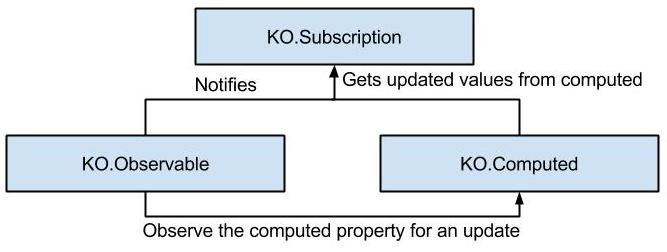 KO.Subscription
Notifies
Gets updated values from computed
KO.Observable
KO.Computed
Observe the computed property for an update